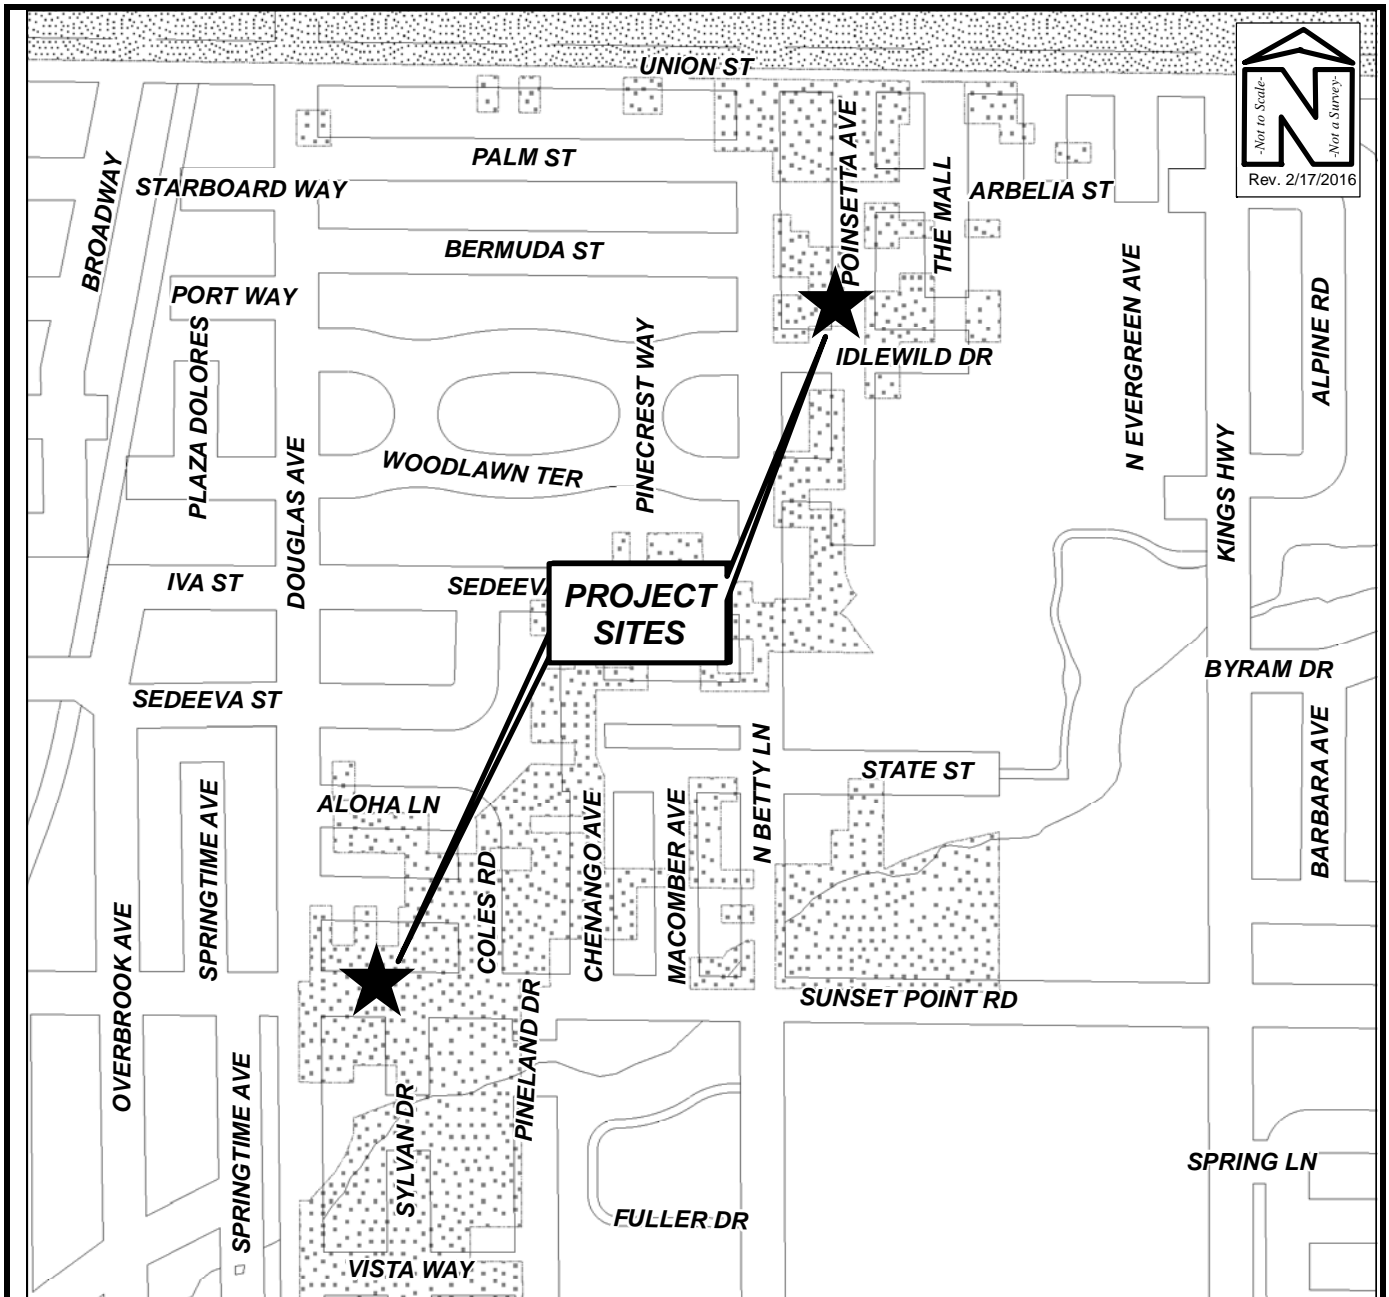 UNION ST
-Not to Scale-
-Not a Survey-
N
Rev. 2/17/2016
PALM ST
STARBOARD WAY
BROADWAY
POINSETTA AVE
THE MALL
ARBELIA ST
BERMUDA ST
PORT WAY
PLAZA DOLORES
DOUGLAS AVE
PINECREST WAY
IDLEWILD DR
N EVERGREEN AVE
ALPINE RD
KINGS HWY
WOODLAWN TER
IVA ST
SEDEEVA
PROJECT
SITES
BYRAM DR
SEDEEVA ST
STATE ST
N BETTY LN
BARBARA AVE
ALOHA LN
SPRINGTIME AVE
COLES RD
CHENANGO AVE
MACOMBER AVE
OVERBROOK AVE
SUNSET POINT RD
PINELAND DR
SPRINGTIME AVE
SYLVAN DR
SPRING LN
FULLER DR
VISTA WAY